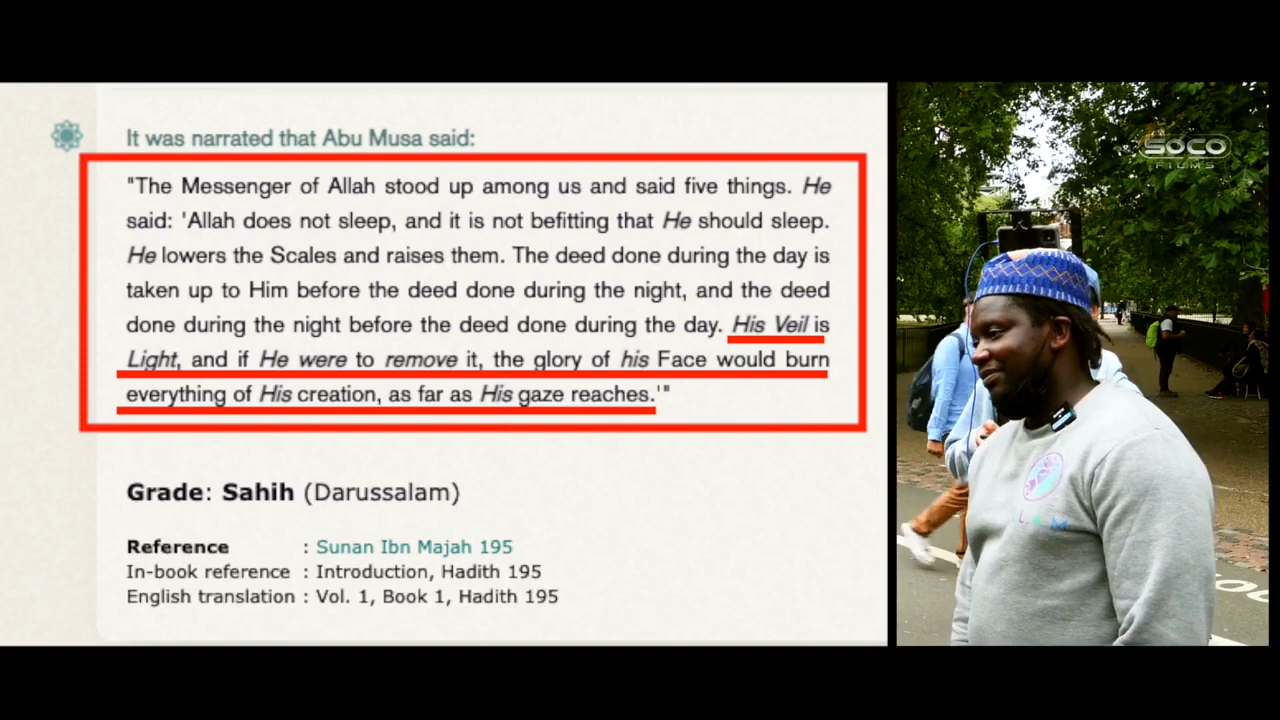 It was narrated that Abu Musa said:
"The Messenger of Allah stood up among us and said five things. He
said: 'Allah does not sleep, and it is not befitting that He should sleep.
He lowers the Scales and raises them. The deed done during the day is
taken up to Him before the deed done during the night, and the deed
done during the night before the deed done during the day. His Veil is
Light, and if He were to remove it, the glory of his Face would burn
everything of His creation, as far as His gaze reaches.'"
Grade: Sahih (Darussalam)
Reference : Sunan Ibn Majah 195
In-book reference : Introduction, Hadith 195
English translation : Vol. 1, Book 1, Hadith 195
SOCO
FILMS